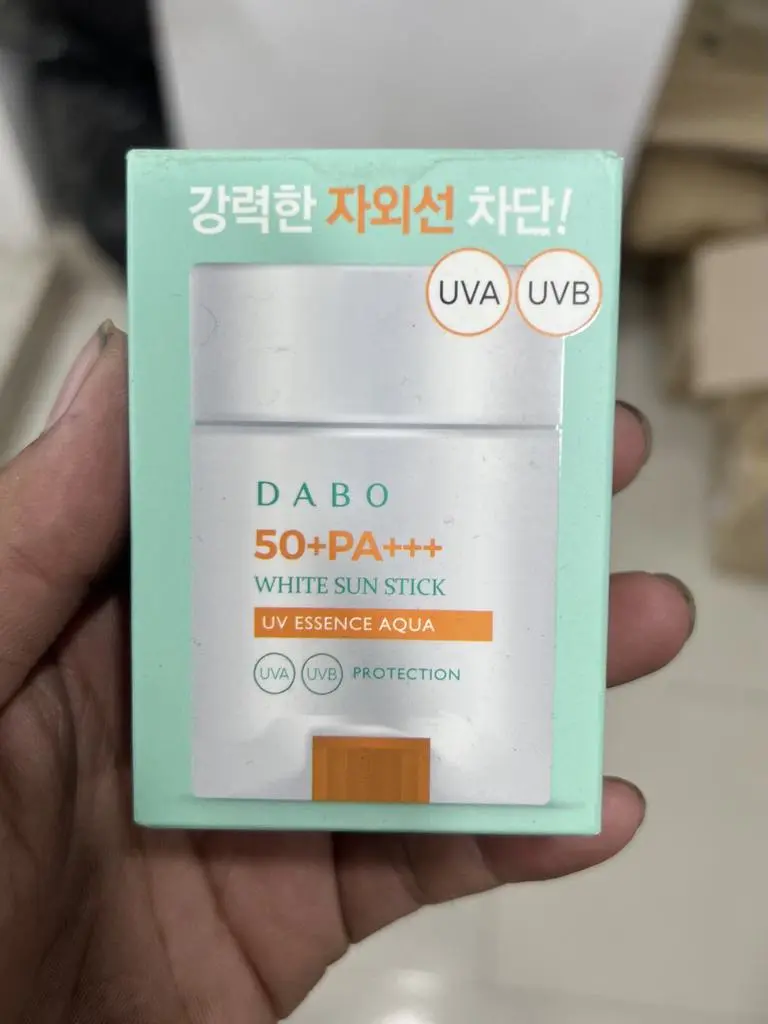 강력한 자외선 차단!
UVA UVB
DABO
50+PA+++
WHITE SUN STICK
UV ESSENCE AQUA
UVA UVB PROTECTION